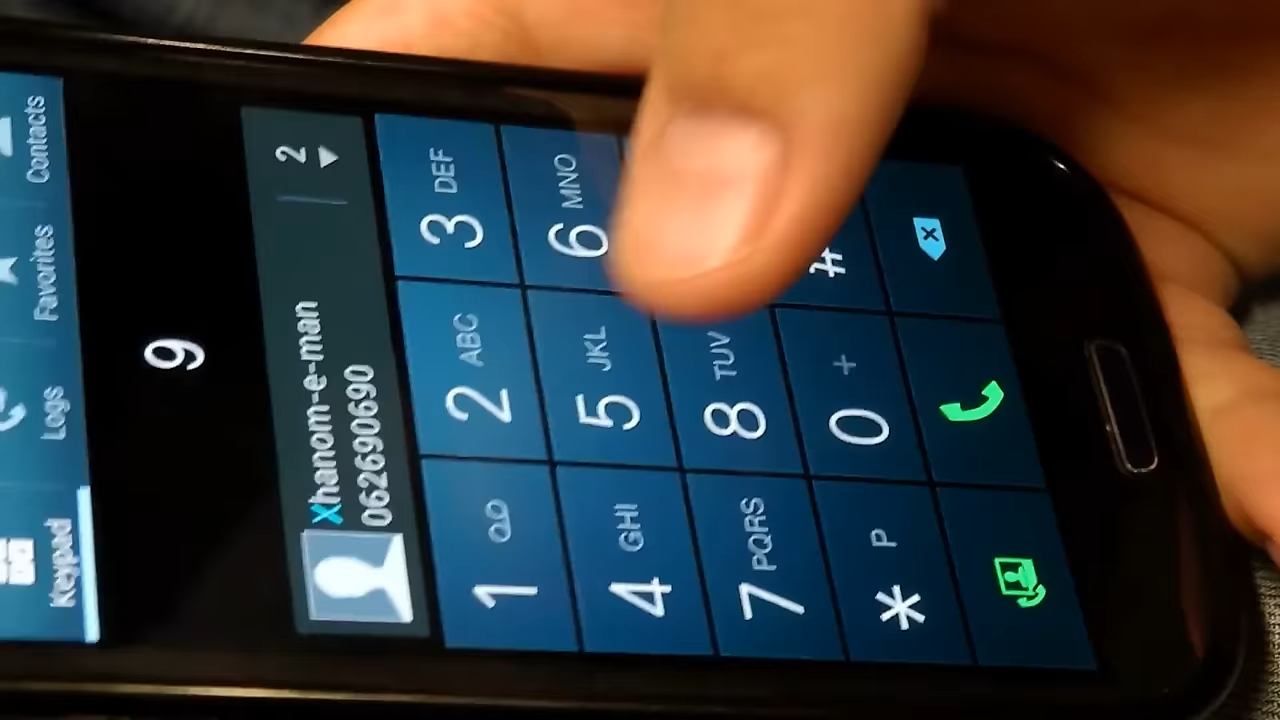 Keypad Logs Favorites Contacts
9
Xhanom-e-man 2
062690690
1 2 ABC 3 DEF
4 GHI 5 JKL 6 MNO
7 PQRS 8 TUV
* P 0 + #